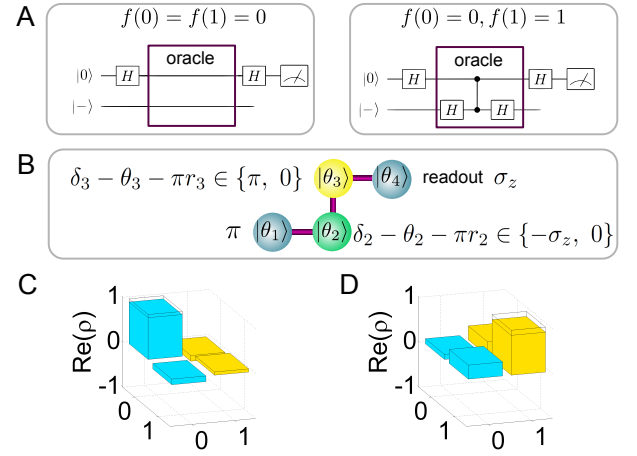 A
f(0) = f(1) = 0
oracle
|0⟩ H H
|−⟩
f(0) = 0, f(1) = 1
oracle
|0⟩ H H
|−⟩ H H
B
δ₃ − θ₃ − πr₃ ∈ {π, 0} |θ₃⟩ |θ₄⟩ readout σ_z
π |θ₁⟩ |θ₂⟩ δ₂ − θ₂ − πr₂ ∈ {−σ_z, 0}
C
Re(ρ)
1
0
-1
0
1
0
1
D
Re(ρ)
1
0
-1
0
1
0
1